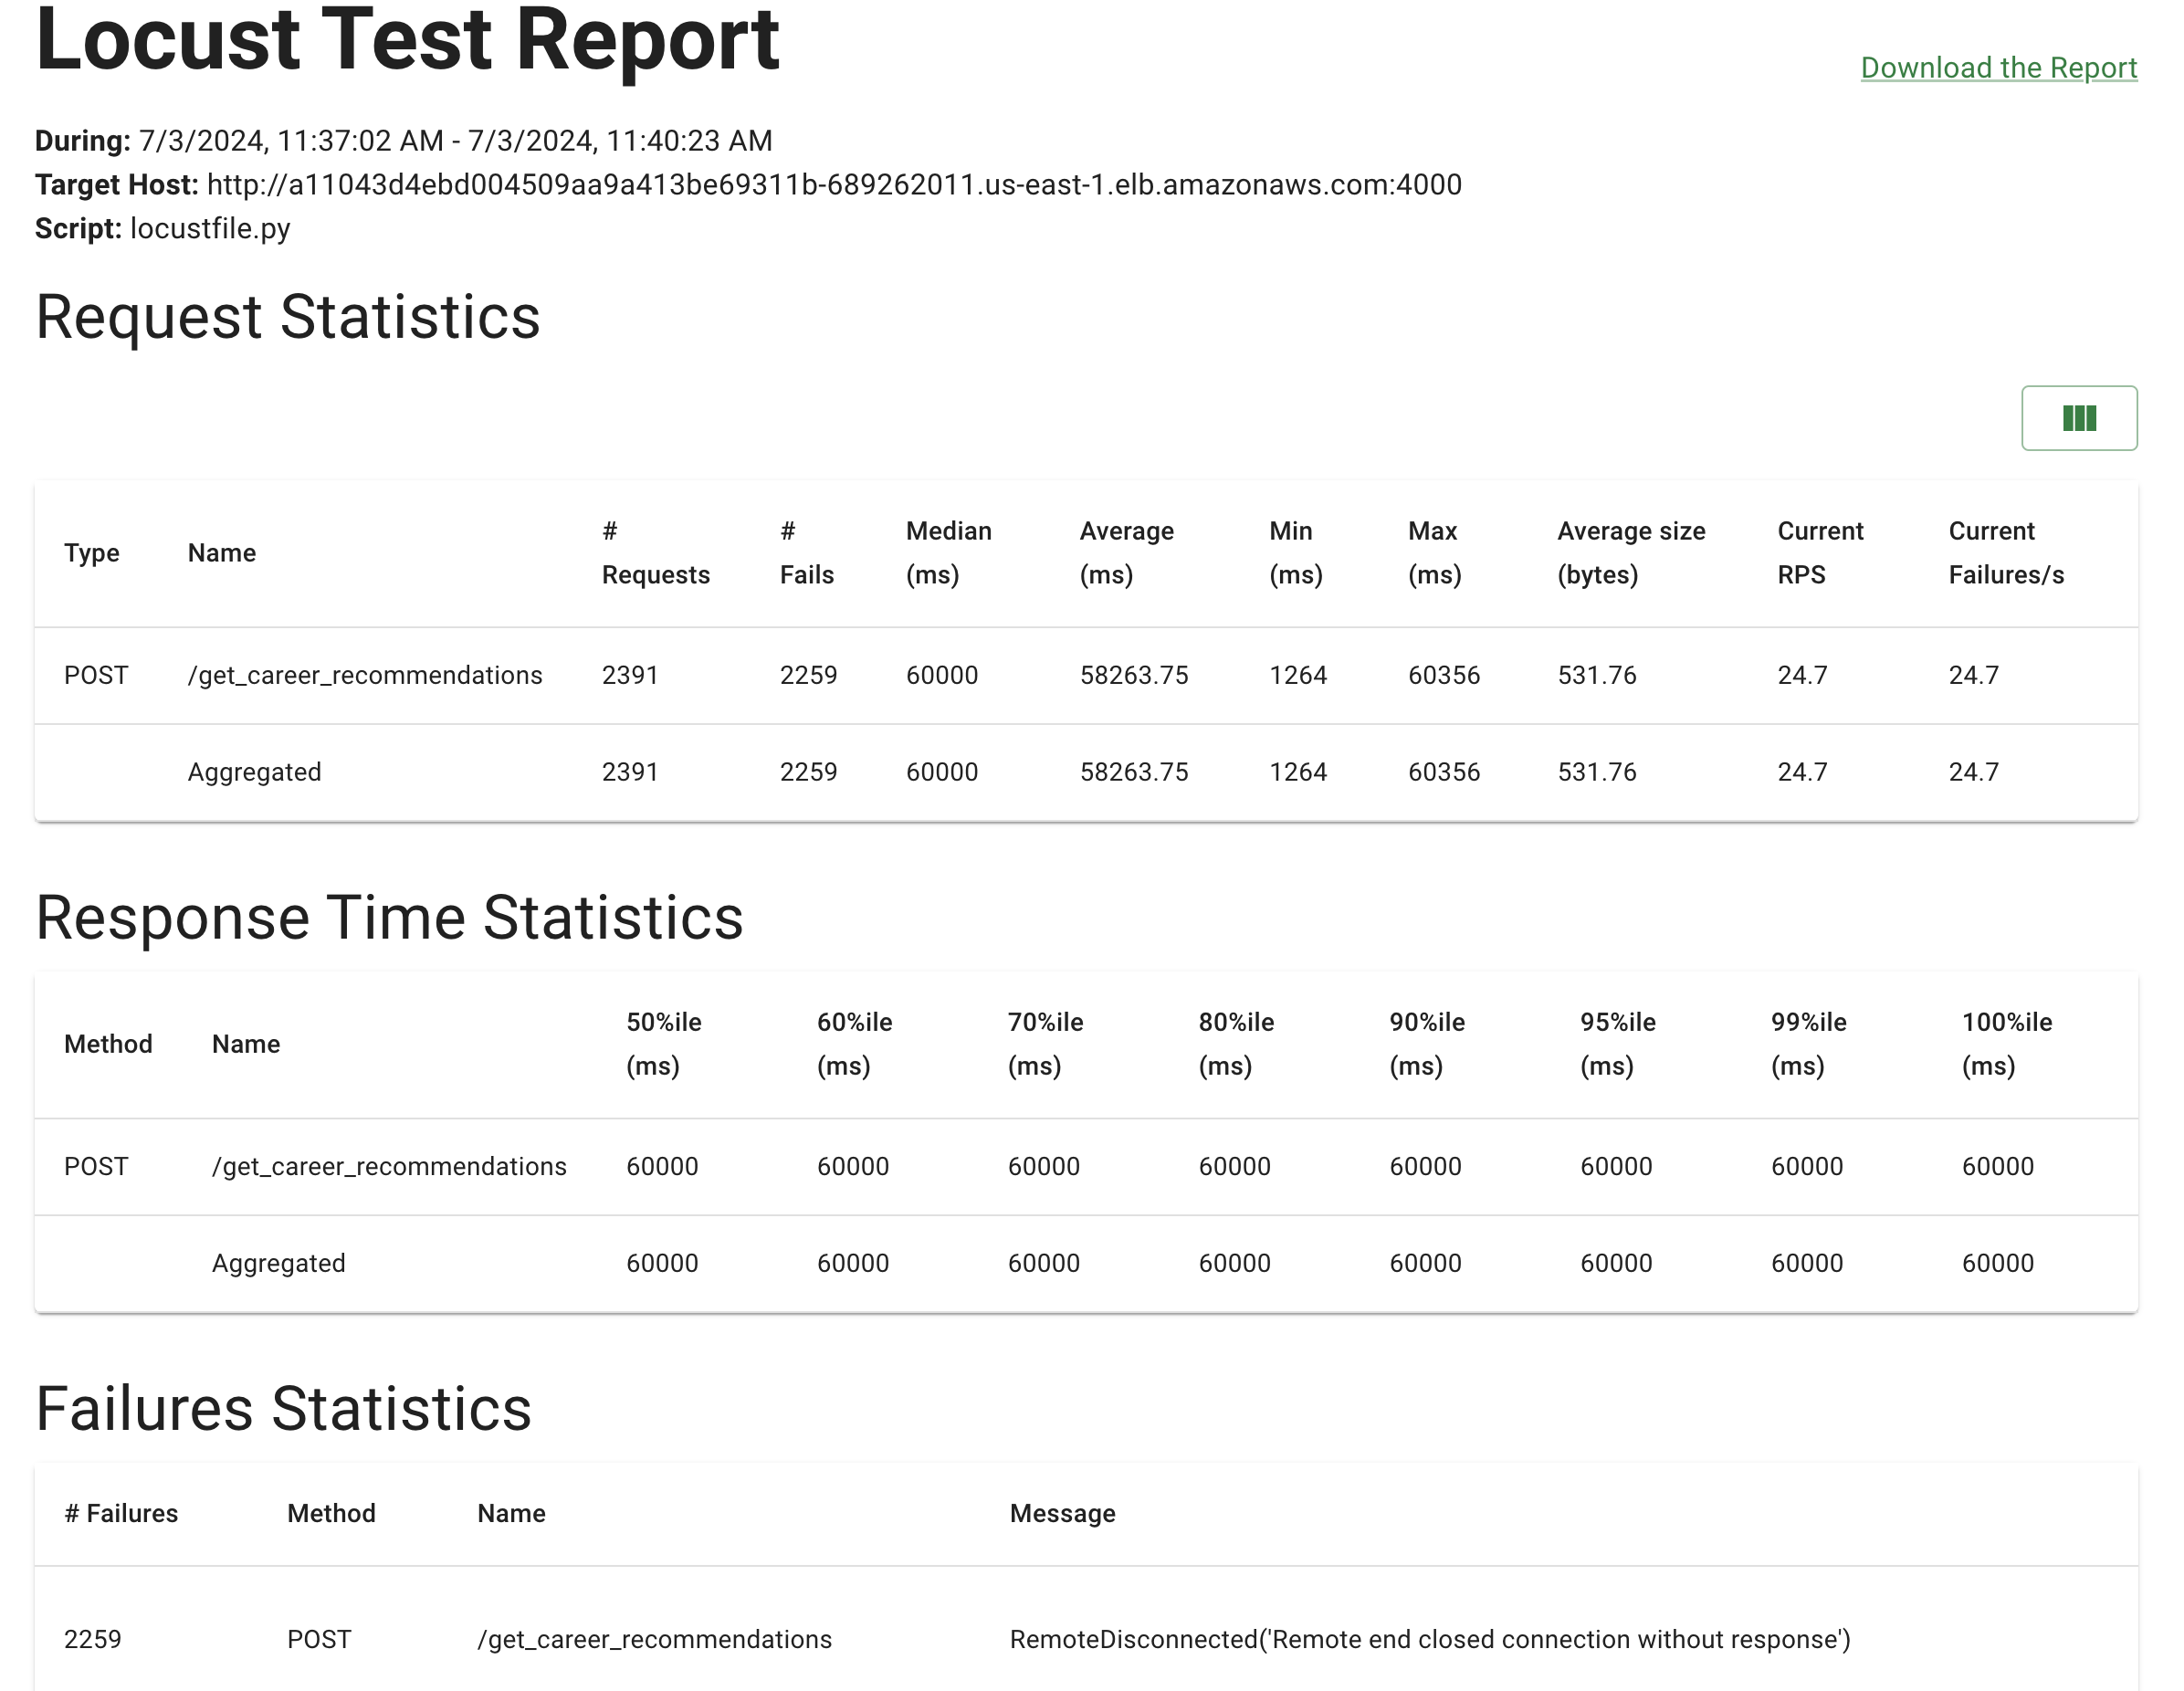 Locust Test Report
Download the Report
During: 7/3/2024, 11:37:02 AM - 7/3/2024, 11:40:23 AM
Target Host: http://a11043d4ebd004509aa9a413be69311b-689262011.us-east-1.elb.amazonaws.com:4000
Script: locustfile.py
Request Statistics
Type Name # Requests # Fails Median (ms) Average (ms) Min (ms) Max (ms) Average size (bytes) Current RPS Current Failures/s
POST /get_career_recommendations 2391 2259 60000 58263.75 1264 60356 531.76 24.7 24.7
Aggregated 2391 2259 60000 58263.75 1264 60356 531.76 24.7 24.7
Response Time Statistics
Method Name 50%ile (ms) 60%ile (ms) 70%ile (ms) 80%ile (ms) 90%ile (ms) 95%ile (ms) 99%ile (ms) 100%ile (ms)
POST /get_career_recommendations 60000 60000 60000 60000 60000 60000 60000 60000
Aggregated 60000 60000 60000 60000 60000 60000 60000 60000
Failures Statistics
# Failures Method Name Message
2259 POST /get_career_recommendations RemoteDisconnected('Remote end closed connection without response')